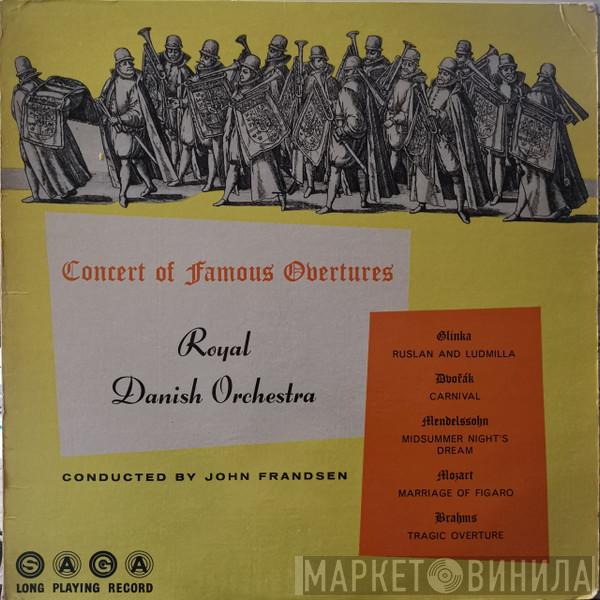 Concert of Famous Overtures
Royal
Danish Orchestra
CONDUCTED BY JOHN FRANDSEN
Glinka
RUSLAN AND LUDMILLA
Dvořák
CARNIVAL
Mendelssohn
MIDSUMMER NIGHT'S
DREAM
Mozart
MARRIAGE OF FIGARO
Brahms
TRAGIC OVERTURE
SAGA
LONG PLAYING RECORD
МАРКЕТ ВИНИЛА